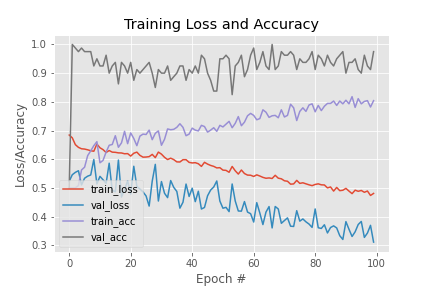 Training Loss and Accuracy
1.0
0.9
0.8
0.7
0.6
0.5
0.4
0.3
Loss/Accuracy
train_loss
val_loss
train_acc
val_acc
0
20
40
60
80
100
Epoch #